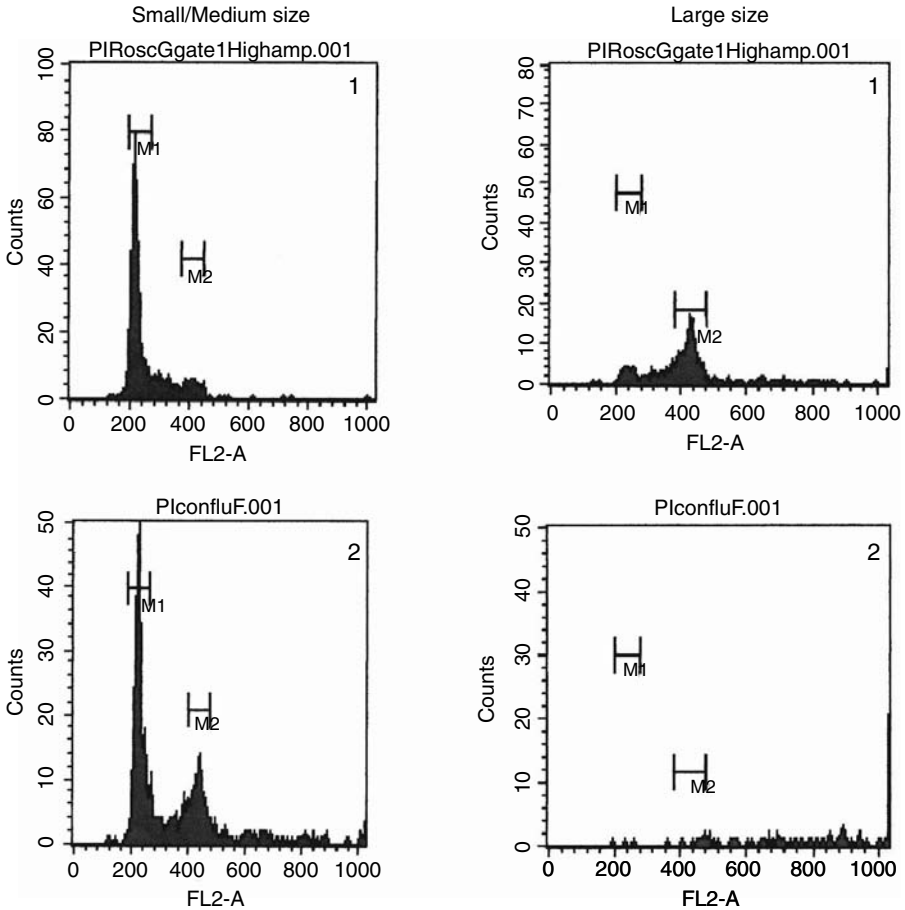 Small/Medium size
PIRoscGgate1Highamp.001
1
100
80
60
40
20
0
Counts
M1
M2
0 200 400 600 800 1000
FL2-A
Large size
PIRoscGgate1Highamp.001
1
80
70
60
50
40
30
20
10
0
Counts
M1
M2
0 200 400 600 800 1000
FL2-A
PIconfluF.001
2
50
40
30
20
10
0
Counts
M1
M2
0 200 400 600 800 1000
FL2-A
PIconfluF.001
2
50
40
30
20
10
0
Counts
M1
M2
0 200 400 600 800 1000
FL2-A